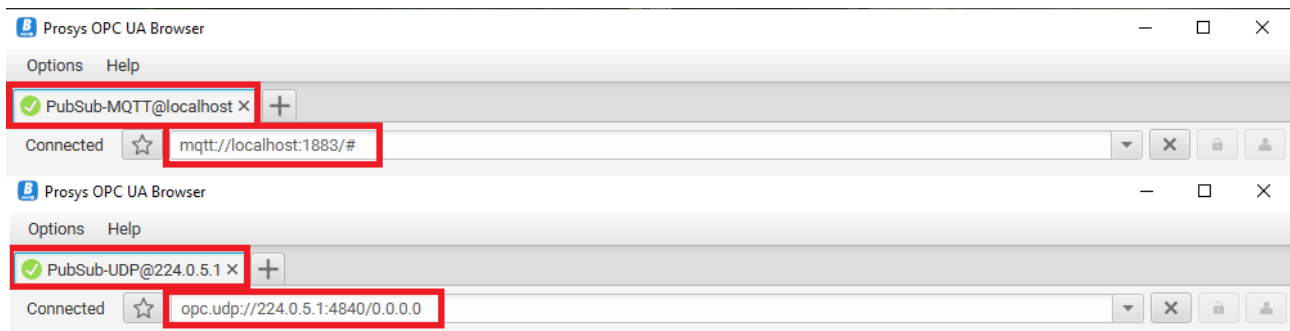 Prosys OPC UA Browser
Options Help
PubSub-MQTT@localhost
Connected mqtt://localhost:1883/#
Prosys OPC UA Browser
Options Help
PubSub-UDP@224.0.5.1
Connected opc.udp://224.0.5.1:4840/0.0.0.0